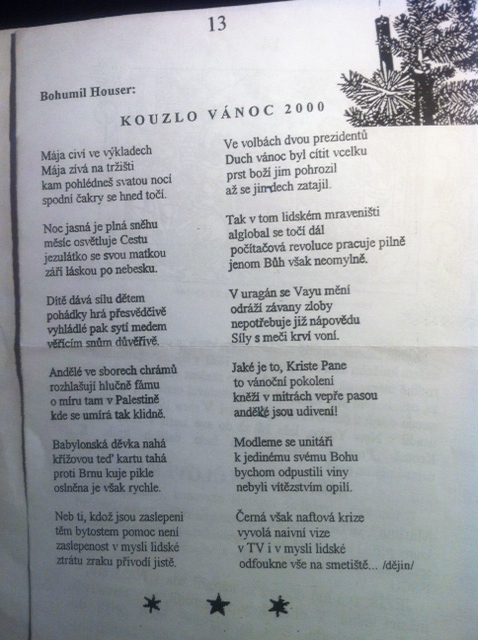 13
Bohumil Houser:
KOUZLO VÁNOC 2000
Mája civí ve výkladech
Mája zívá na tržišti
kam pohlédneš svatou nocí
spodní čakry se hned točí.
Noc jasná je plná sněhu
měsíc osvětluje Cestu
jezulátko se svou matkou
září láskou po nebesku.
Dítě dává sílu dětem
pohádky hrá přesvědčivě
vyhládlé pak sytí medem
věřícím snům důvěřivě.
Andělé ve sborech chrámů
rozhlašují hlučně fámu
o míru tam v Palestině
kde se umírá tak klidně.
Babylonská děvka nahá
křížovou teď kartu tahá
proti Brnu kuje pikle
oslněna je však rychle.
Neb ti, kdož jsou zaslepeni
těm bytostem pomoc není
zaslepenost v mysli lidské
ztrátu zraku přivodí jistě.
Ve volbách dvou prezidentů
Duch vánoc byl cítit vcelku
prst boží jim pohrozil
až se jim dech zatajil.
Tak v tom lidském mraveništi
alglobal se točí dál
počítačová revoluce pracuje pilně
jenom Bůh však neomylně.
V uragán se Vayu mění
odráží závany zloby
nepotřebuje již nápovědu
Síly s meči krví voní.
Jaké je to, Kriste Pane
to vánoční pokolení
kněží v mitrách vepře pasou
andělé jsou udivení!
Modleme se unitáři
k jedinému svému Bohu
bychom odpustili viny
nebyli vítězstvím opilí.
Černá však naftová krize
vyvolá naivní vize
v TV i v mysli lidské
odfoukne vše na smetiště... /dějin/